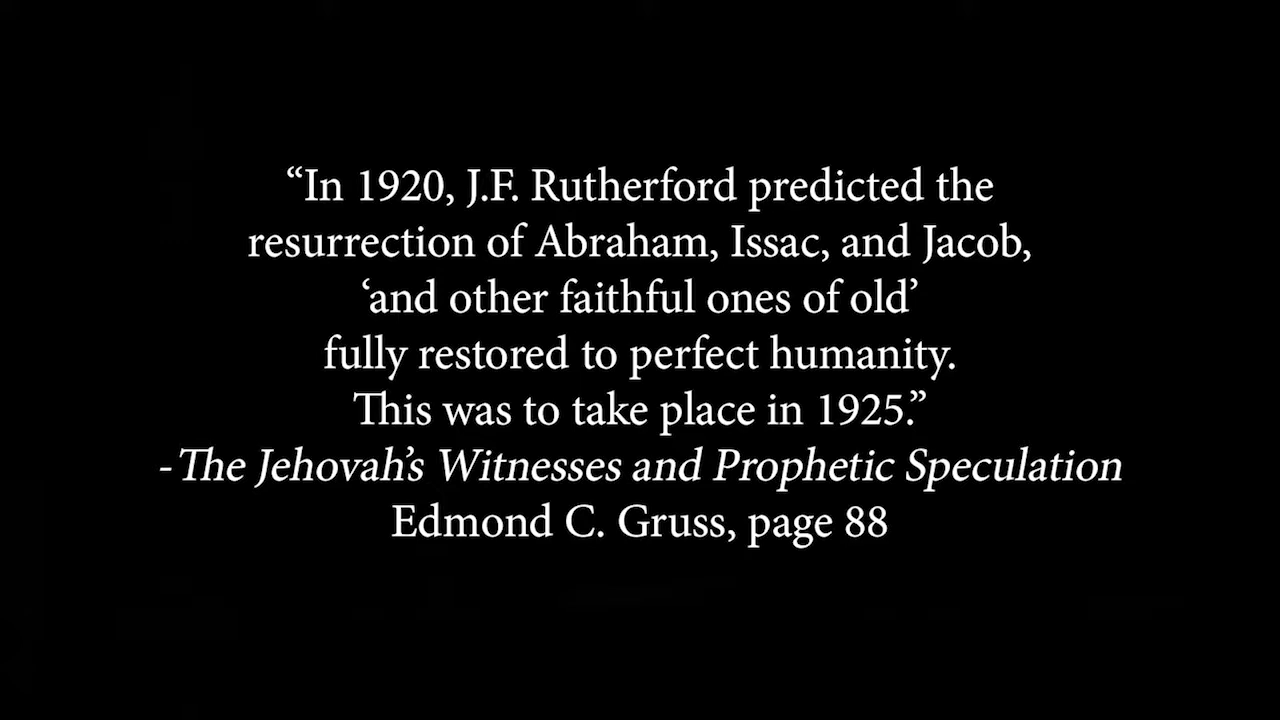 “In 1920, J.F. Rutherford predicted the
resurrection of Abraham, Issac, and Jacob,
‘and other faithful ones of old’
fully restored to perfect humanity.
This was to take place in 1925.”
-The Jehovah’s Witnesses and Prophetic Speculation
Edmond C. Gruss, page 88